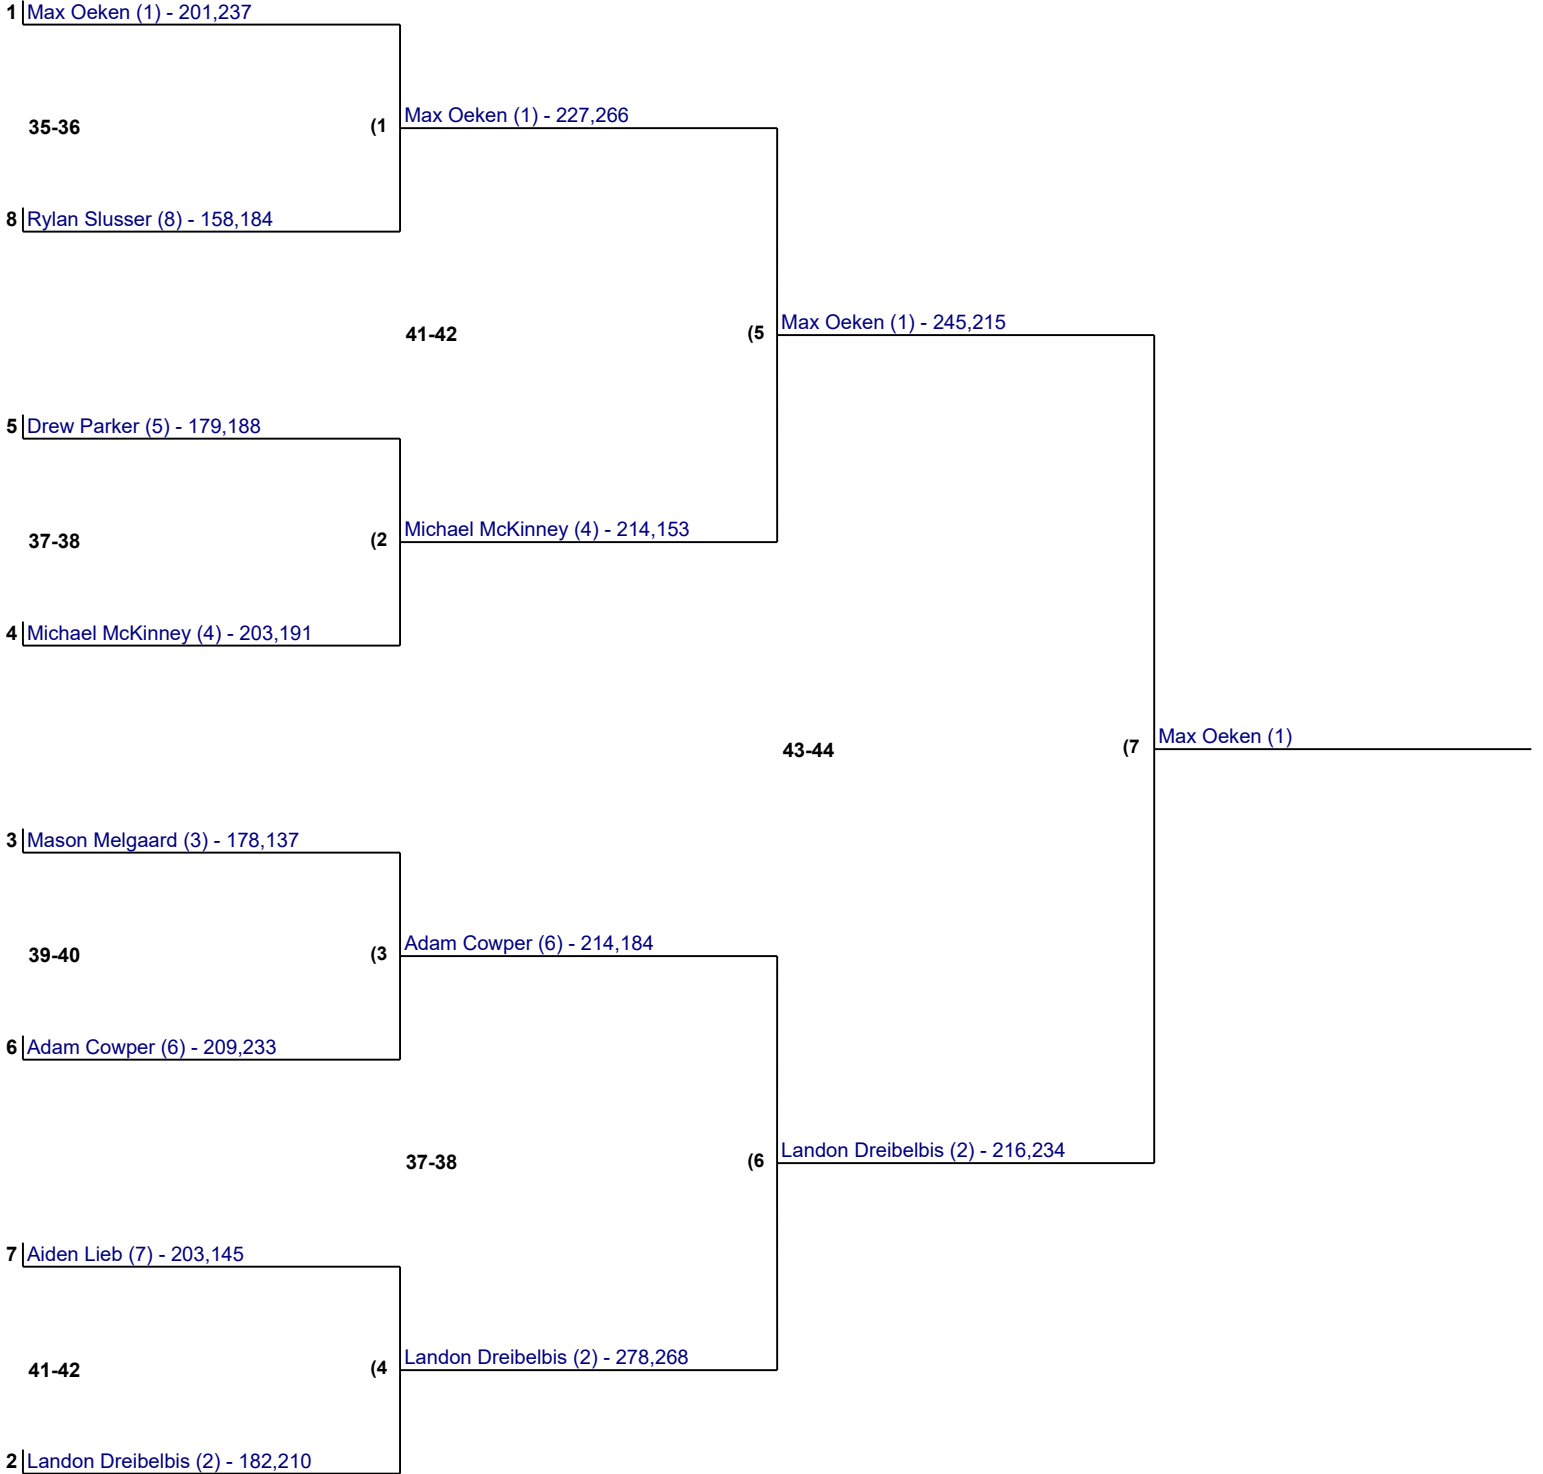 1 Max Oeken (1) - 201,237
Max Oeken (1) - 227,266
35-36 (1
8 Rylan Slusser (8) - 158,184
Max Oeken (1) - 245,215
41-42 (5
5 Drew Parker (5) - 179,188
Michael McKinney (4) - 214,153
37-38 (2
4 Michael McKinney (4) - 203,191
Max Oeken (1)
43-44 (7
3 Mason Melgaard (3) - 178,137
Adam Cowper (6) - 214,184
39-40 (3
6 Adam Cowper (6) - 209,233
Landon Dreibelbis (2) - 216,234
37-38 (6
7 Aiden Lieb (7) - 203,145
Landon Dreibelbis (2) - 278,268
41-42 (4
2 Landon Dreibelbis (2) - 182,210